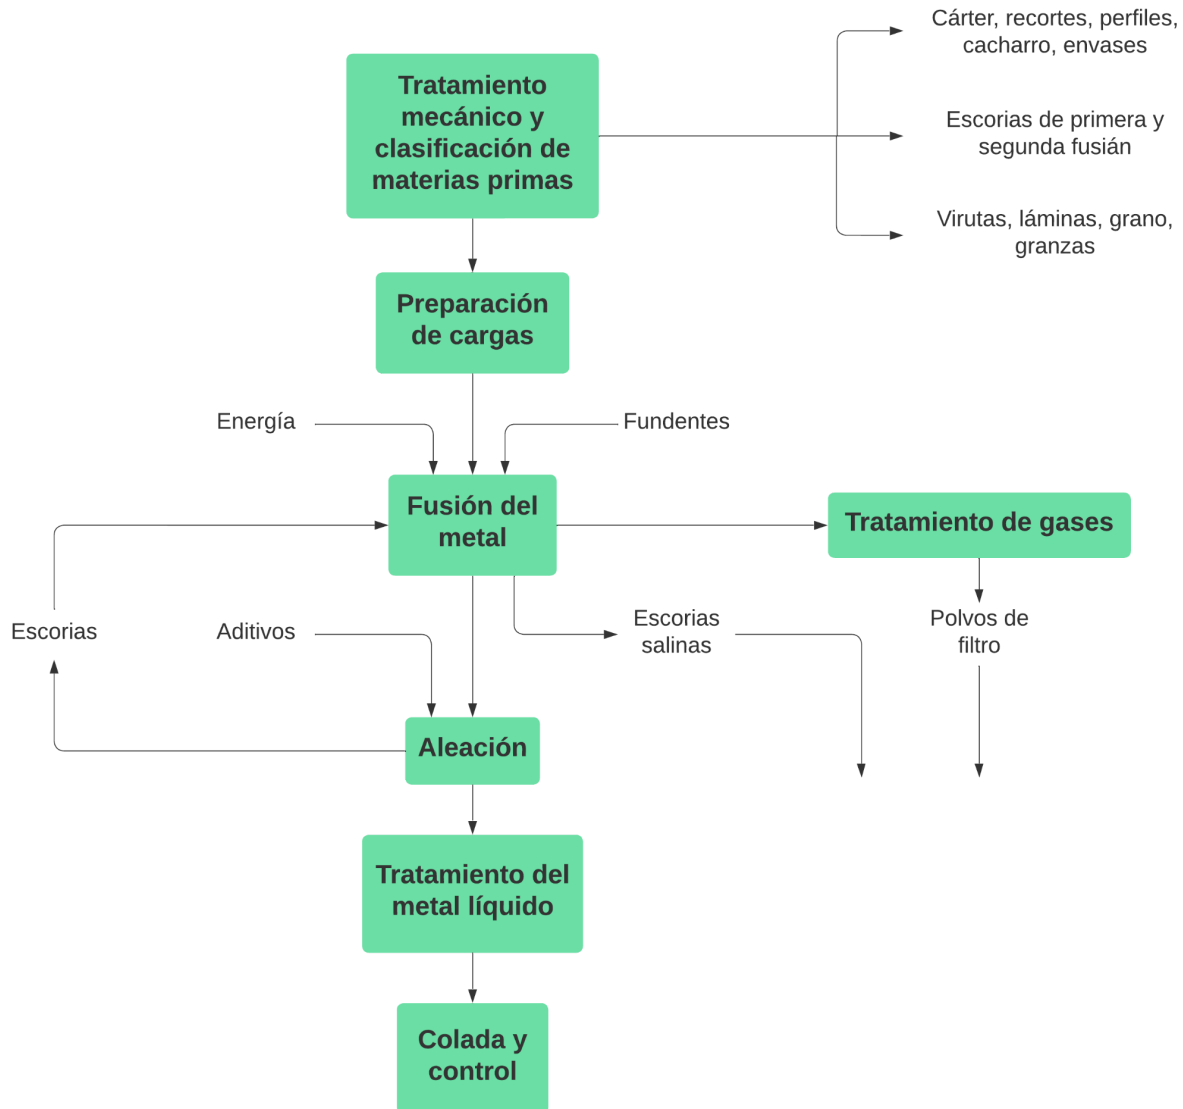 Cárter, recortes, perfiles,
cacharro, envases
Tratamiento
mecánico y
clasificación de
materias primas
Escorias de primera y
segunda fusián
Virutas, láminas, grano,
granzas
Preparación
de cargas
Energía
Fundentes
Fusión del
metal
Tratamiento de gases
Escorias
Aditivos
Escorias
salinas
Polvos de
filtro
Aleación
Tratamiento del
metal líquido
Colada y
control